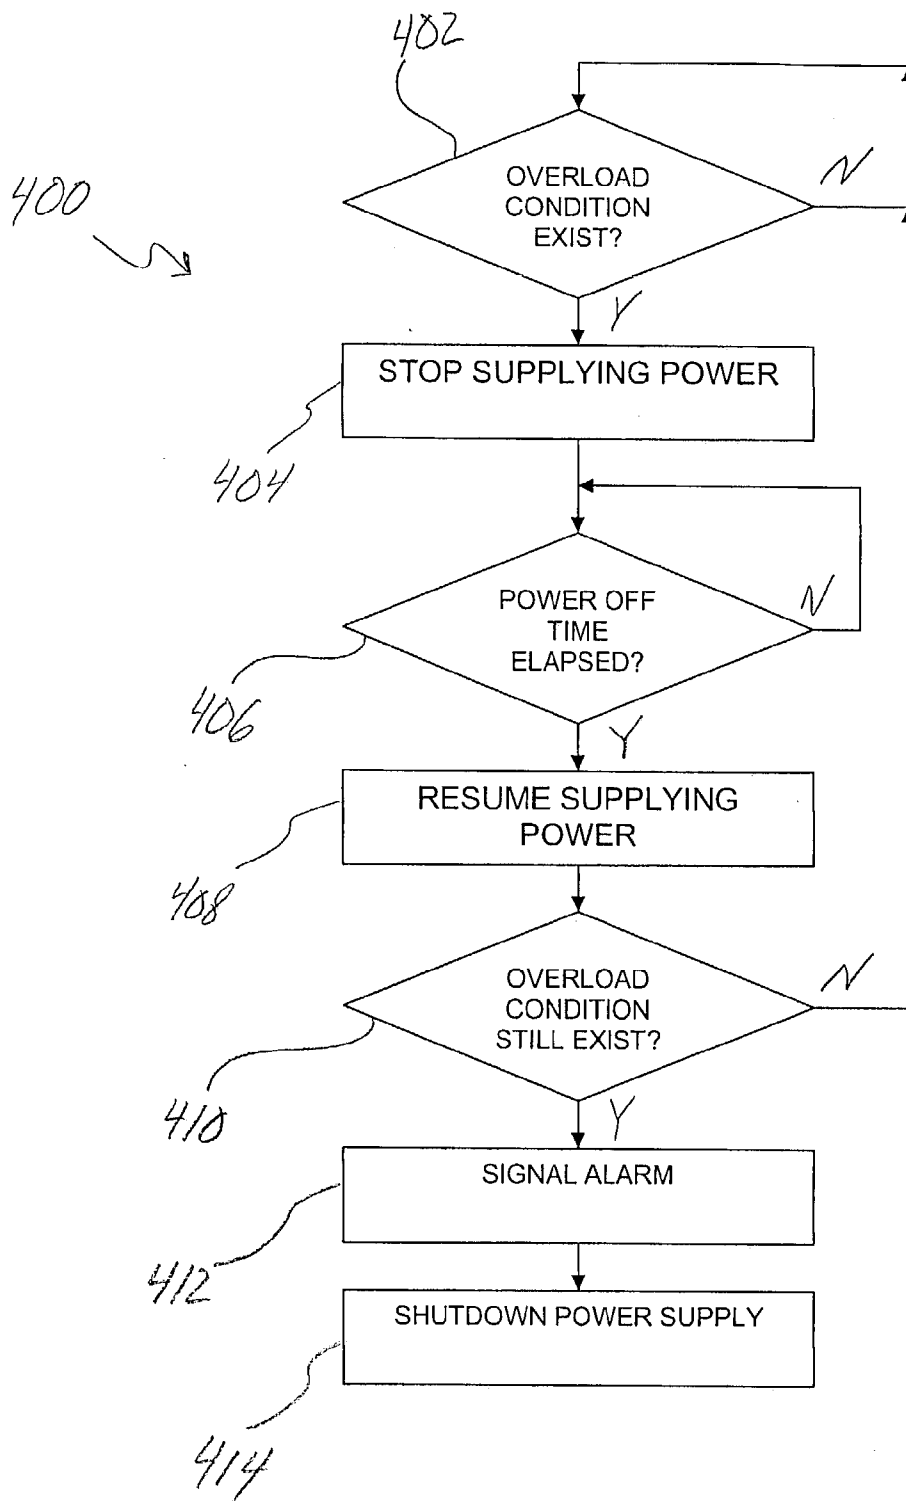 402
400
OVERLOAD
CONDITION
EXIST?
N
Y
STOP SUPPLYING POWER
404
POWER OFF
TIME
ELAPSED?
N
406
Y
RESUME SUPPLYING
POWER
408
OVERLOAD
CONDITION
STILL EXIST?
N
410
Y
SIGNAL ALARM
412
SHUTDOWN POWER SUPPLY
414